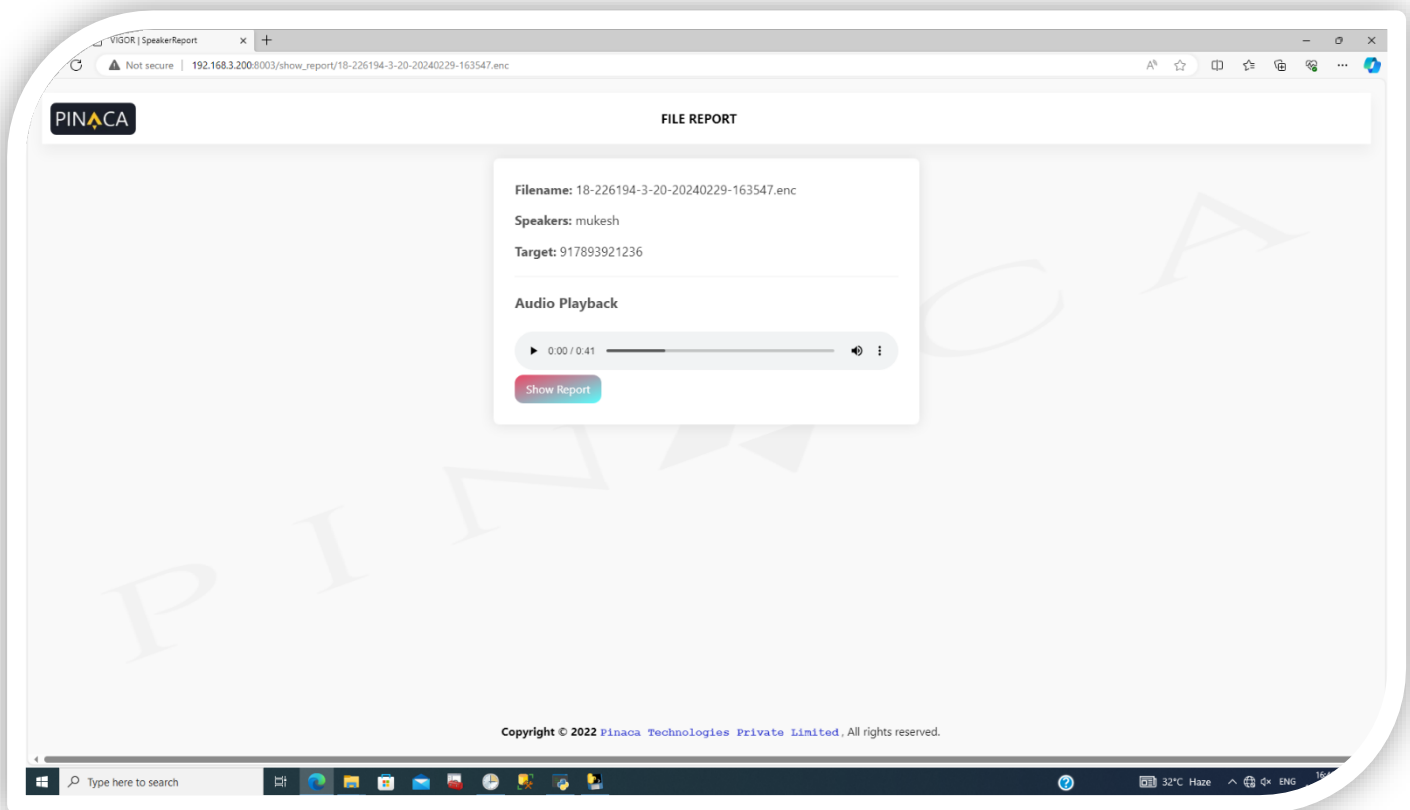 VIGOR | SpeakerReport
Not secure | 192.168.3.200:8003/show_report/18-226194-3-20-20240229-163547.enc
PINACA
FILE REPORT
Filename: 18-226194-3-20-20240229-163547.enc
Speakers: mukesh
Target: 917893921236
Audio Playback
0:00 / 0:41
Show Report
PINACA
Copyright © 2022 Pinaca Technologies Private Limited, All rights reserved.
Type here to search
32°C Haze
ENG